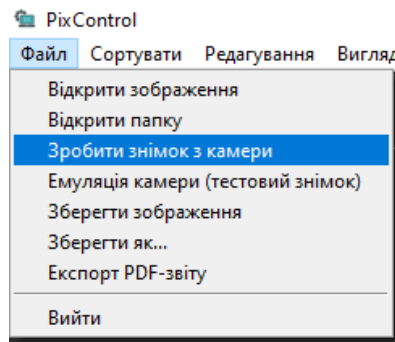 PixControl
Файл Сортувати Редагування Вигляд
Відкрити зображення
Відкрити папку
Зробити знімок з камери
Емуляція камери (тестовий знімок)
Зберегти зображення
Зберегти як...
Експорт PDF-звіту
Вийти